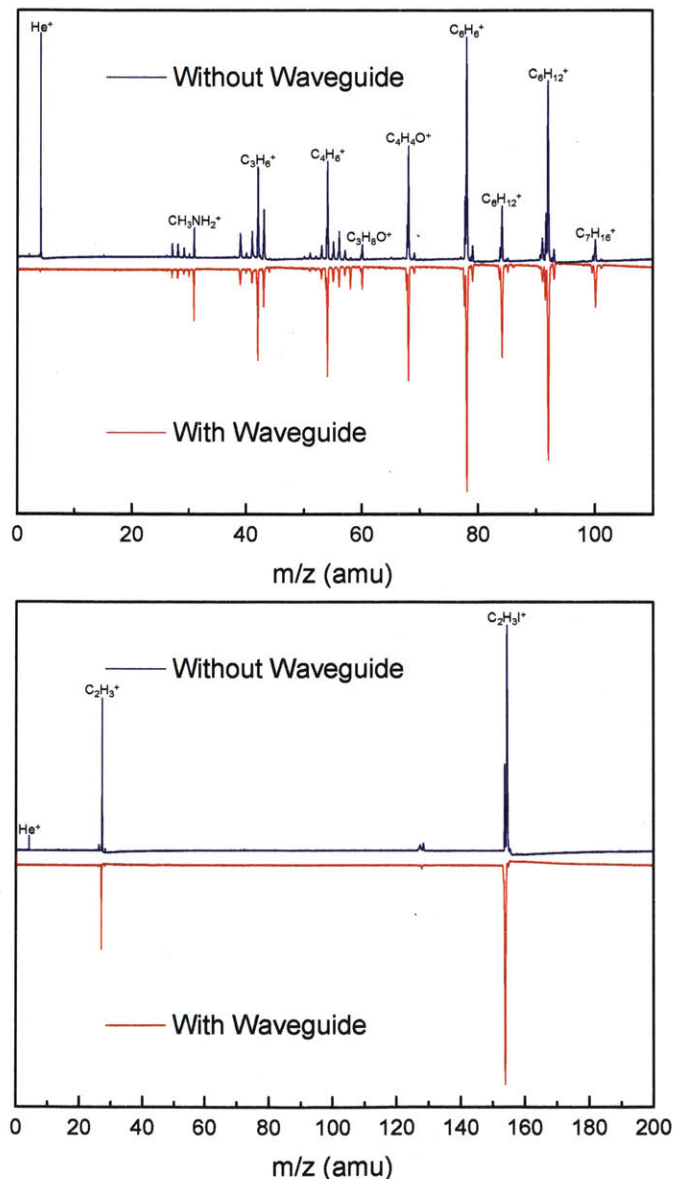 He⁺
C₆H₆⁺
Without Waveguide
C₆H₁₂⁺
C₃H₆⁺
C₄H₆⁺
C₄H₄O⁺
C₆H₁₂⁺
CH₃NH₂⁺
C₃H₈O⁺
C₇H₁₆⁺
With Waveguide
0 20 40 60 80 100
m/z (amu)
C₂H₃I⁺
Without Waveguide
C₂H₃⁺
He⁺
With Waveguide
0 20 40 60 80 100 120 140 160 180 200
m/z (amu)